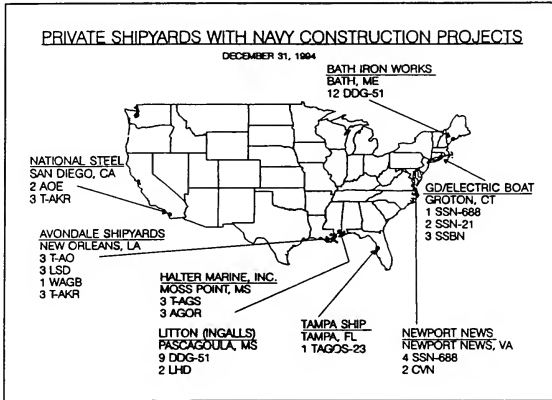 PRIVATE SHIPYARDS WITH NAVY CONSTRUCTION PROJECTS
DECEMBER 31, 1994
BATH IRON WORKS
BATH, ME
12 DDG-51
NATIONAL STEEL
SAN DIEGO, CA
2 AOE
3 T-AKR
GD/ELECTRIC BOAT
GROTON, CT
1 SSN-688
2 SSN-21
3 SSBN
AVONDALE SHIPYARDS
NEW ORLEANS, LA
3 T-AO
3 LSD
1 WAGB
3 T-AKR
HALTER MARINE, INC.
MOSS POINT, MS
3 T-AGS
3 AGOR
LITTON (INGALLS)
PASCAGOULA, MS
9 DDG-51
2 LHD
TAMPA SHIP
TAMPA, FL
1 TAGOS-23
NEWPORT NEWS
NEWPORT NEWS, VA
4 SSN-688
2 CVN